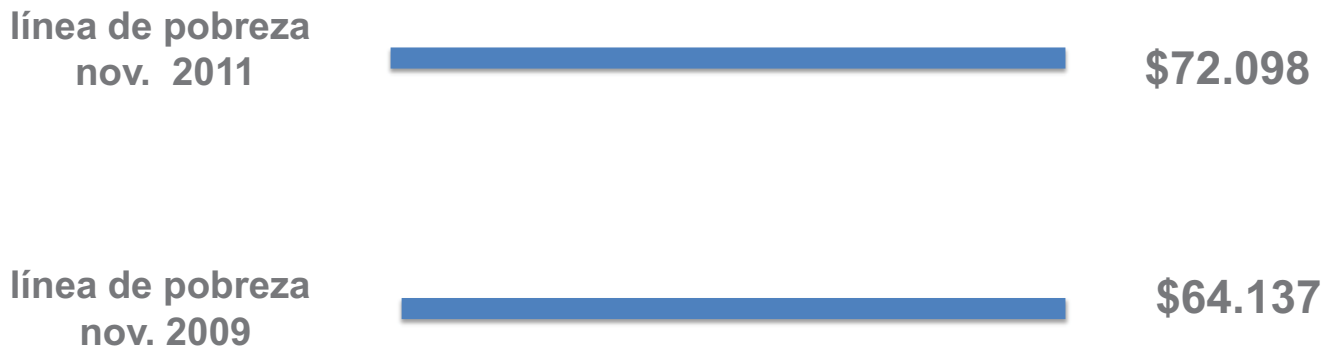 línea de pobreza
nov. 2011
$72.098
línea de pobreza
nov. 2009
$64.137